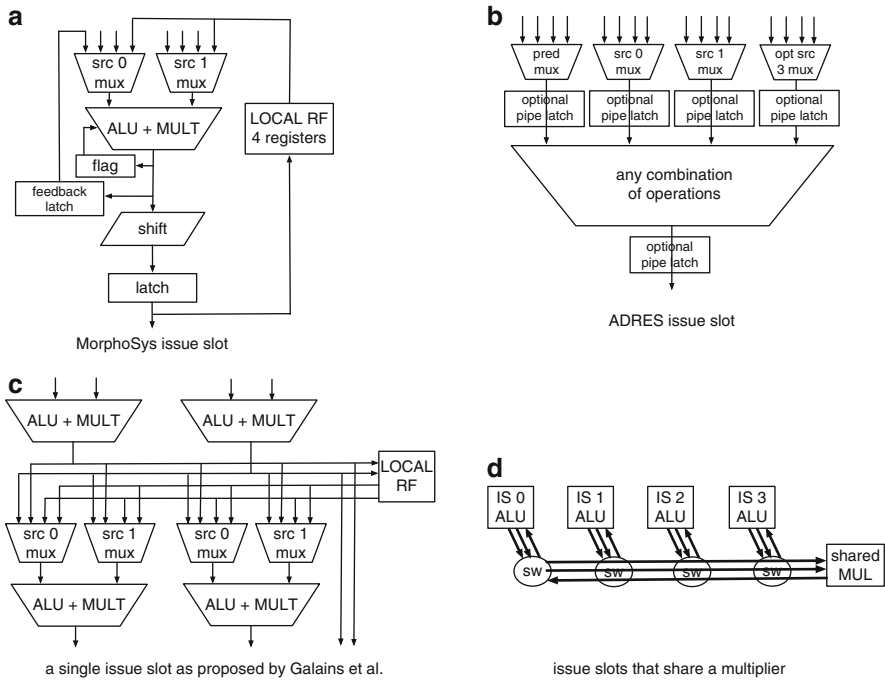 a
src 0
mux
src 1
mux
ALU + MULT
flag
feedback
latch
shift
latch
LOCAL RF
4 registers
MorphoSys issue slot
b
pred
mux
src 0
mux
src 1
mux
opt src
3 mux
optional
pipe latch
optional
pipe latch
optional
pipe latch
optional
pipe latch
any combination
of operations
optional
pipe latch
ADRES issue slot
c
ALU + MULT
ALU + MULT
LOCAL
RF
src 0
mux
src 1
mux
src 0
mux
src 1
mux
ALU + MULT
ALU + MULT
a single issue slot as proposed by Galains et al.
d
IS 0
ALU
IS 1
ALU
IS 2
ALU
IS 3
ALU
sw
sw
sw
sw
shared
MUL
issue slots that share a multiplier